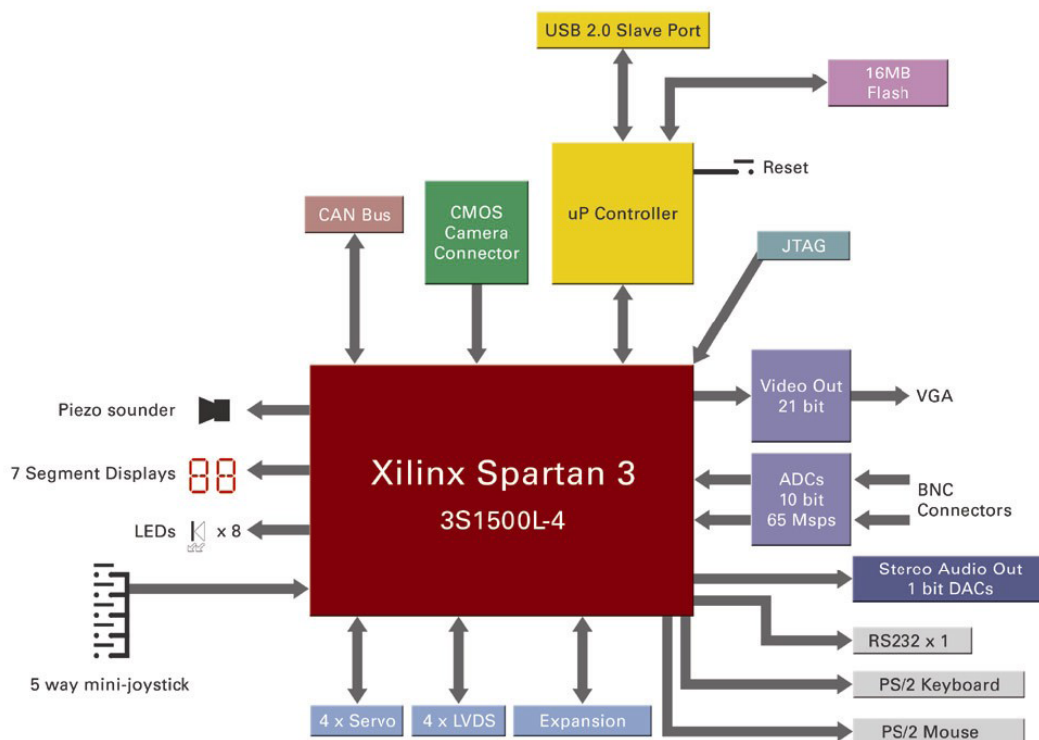 USB 2.0 Slave Port
16MB
Flash
Reset
uP Controller
CAN Bus
CMOS
Camera
Connector
JTAG
Piezo sounder
7 Segment Displays
88
LEDs x 8
5 way mini-joystick
Xilinx Spartan 3
3S1500L-4
Video Out
21 bit
VGA
ADCs
10 bit
65 Msps
BNC
Connectors
Stereo Audio Out
1 bit DACs
RS232 x 1
PS/2 Keyboard
PS/2 Mouse
4 x Servo
4 x LVDS
Expansion